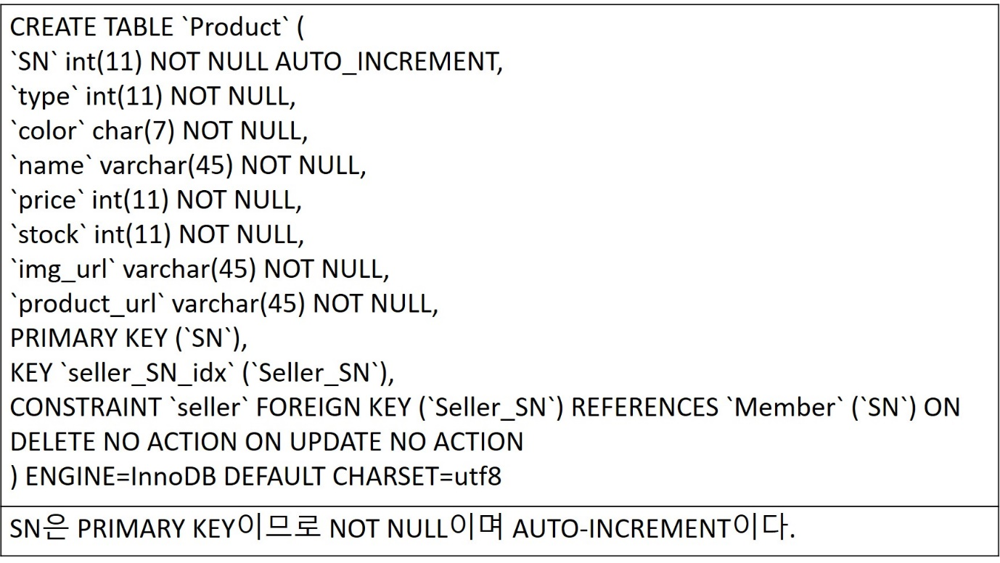 CREATE TABLE `Product` (
`SN` int(11) NOT NULL AUTO_INCREMENT,
`type` int(11) NOT NULL,
`color` char(7) NOT NULL,
`name` varchar(45) NOT NULL,
`price` int(11) NOT NULL,
`stock` int(11) NOT NULL,
`img_url` varchar(45) NOT NULL,
`product_url` varchar(45) NOT NULL,
PRIMARY KEY (`SN`),
KEY `seller_SN_idx` (`Seller_SN`),
CONSTRAINT `seller` FOREIGN KEY (`Seller_SN`) REFERENCES `Member` (`SN`) ON
DELETE NO ACTION ON UPDATE NO ACTION
) ENGINE=InnoDB DEFAULT CHARSET=utf8
SN은 PRIMARY KEY이므로 NOT NULL이며 AUTO-INCREMENT이다.